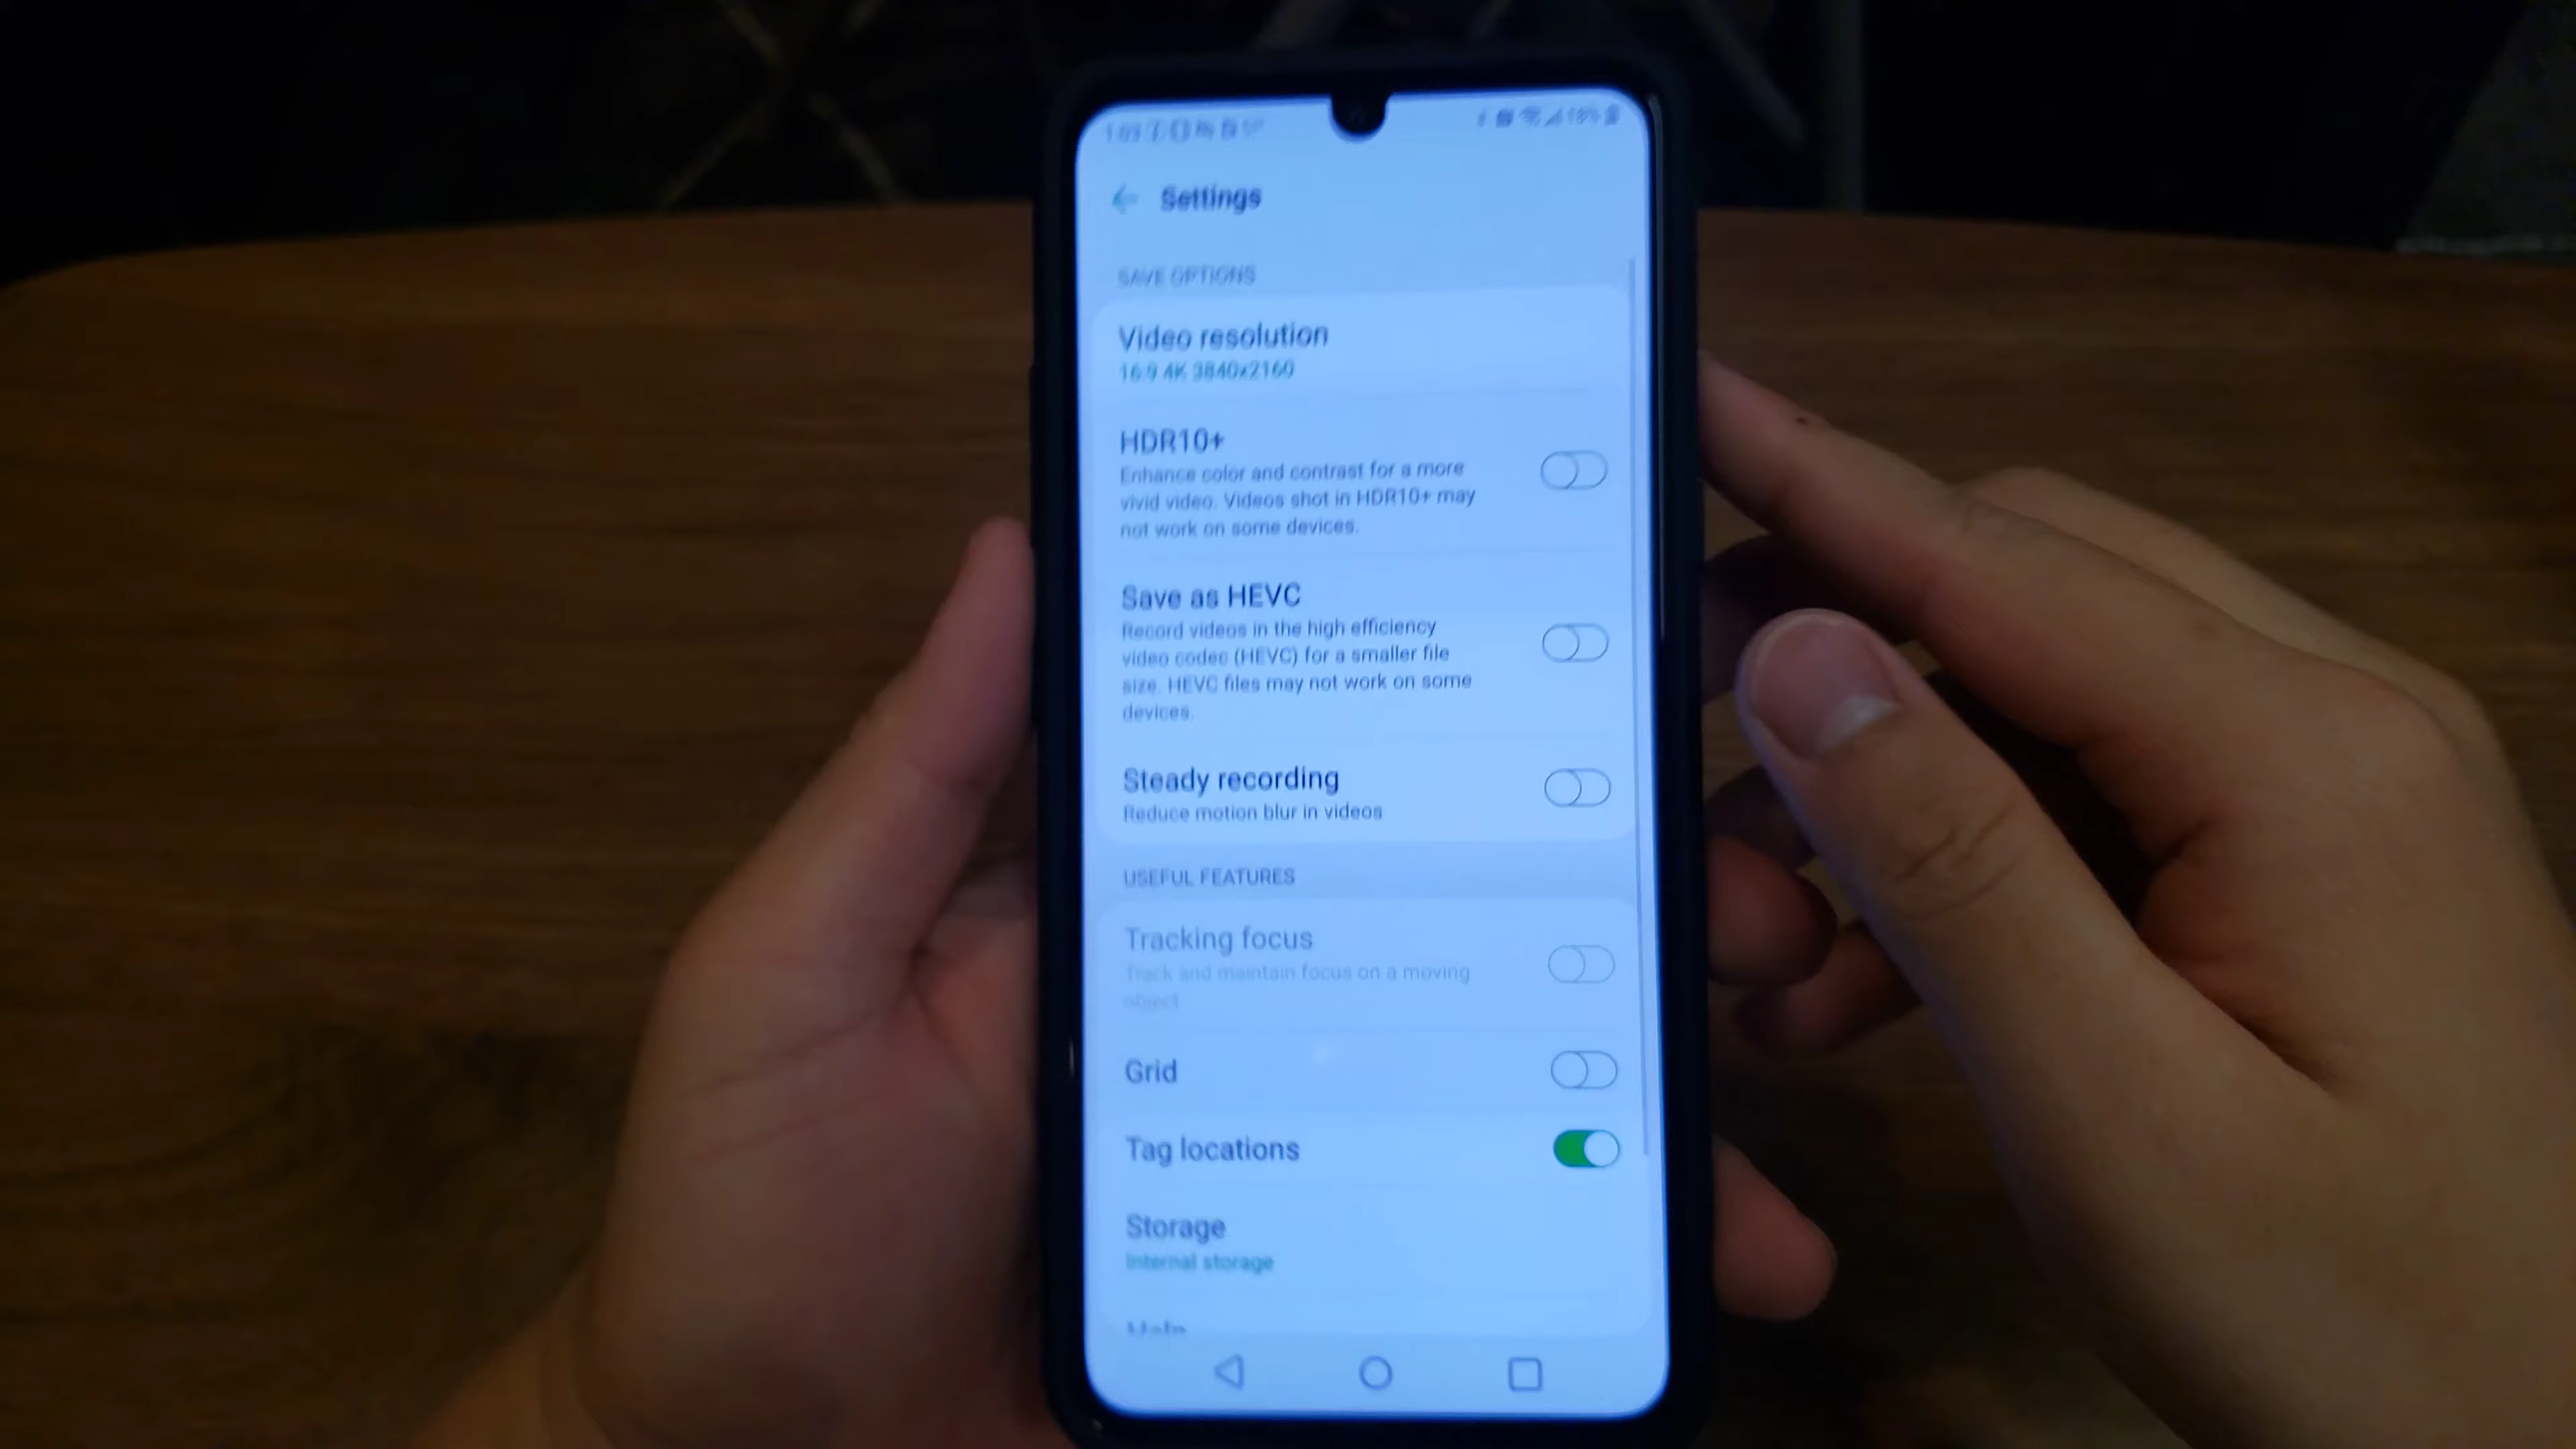 Settings
SAVE OPTIONS
Video resolution
16:9 4K 3840x2160
HDR10+
Enhance color and contrast for a more
vivid video. Videos shot in HDR10+ may
not work on some devices.
Save as HEVC
Record videos in the high efficiency
video codec (HEVC) for a smaller file
size. HEVC files may not work on some
devices.
Steady recording
Reduce motion blur in videos
USEFUL FEATURES
Tracking focus
Track and maintain focus on a moving
object
Grid
Tag locations
Storage
Internal storage